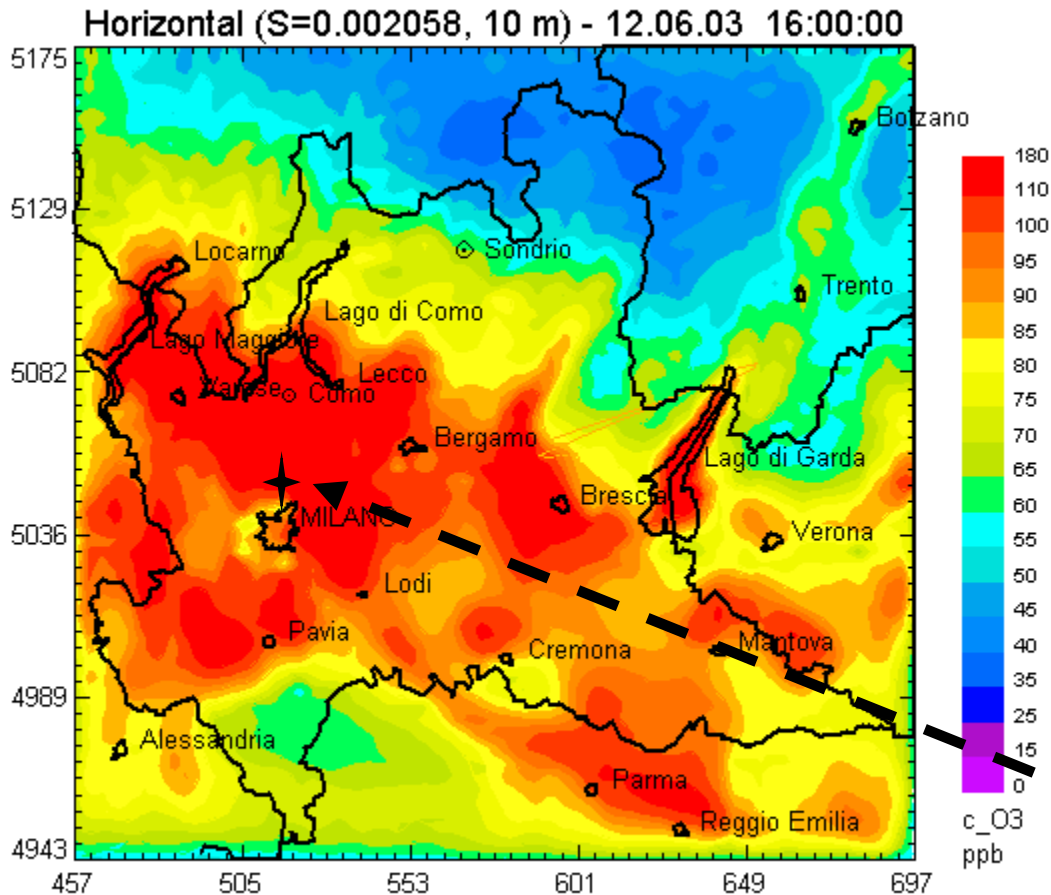 Horizontal (S=0.002058, 10 m) - 12.06.03 16:00:00
5175
5129
5082
5036
4989
4943
457
505
553
601
649
697
Bolzano
Locarno
Sondrio
Trento
Lago di Como
Lago Maggiore
Lecco
Varese
Como
Bergamo
Lago di Garda
Brescia
MILANO
Verona
Lodi
Pavia
Cremona
Mantova
Alessandria
Parma
Reggio Emilia
180
110
100
95
90
85
80
75
70
65
60
55
50
45
40
35
25
15
0
c_O3
ppb